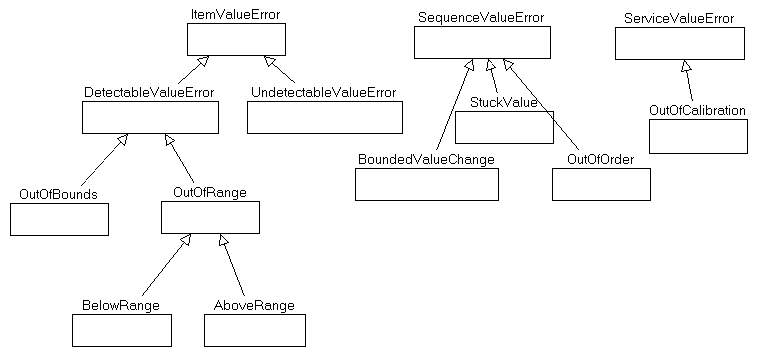 ItemValueError
SequenceValueError
ServiceValueError
DetectableValueError
UndetectableValueError
StuckValue
OutOfCalibration
BoundedValueChange
OutOfOrder
OutOfBounds
OutOfRange
BelowRange
AboveRange